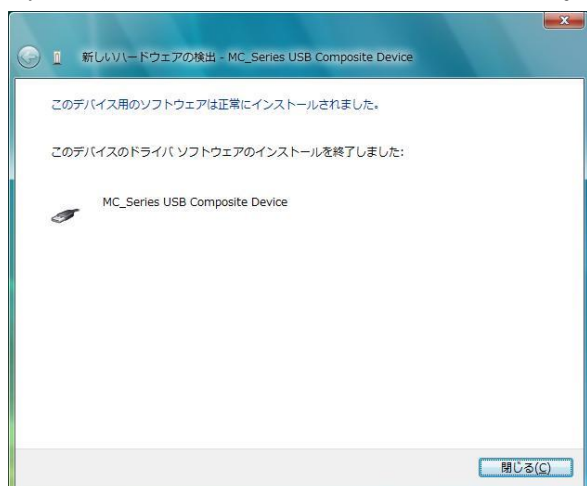 新しいハードウェアの検出 - MC_Series USB Composite Device
このデバイス用のソフトウェアは正常にインストールされました。
このデバイスのドライバ ソフトウェアのインストールを終了しました:
MC_Series USB Composite Device
閉じる(C)